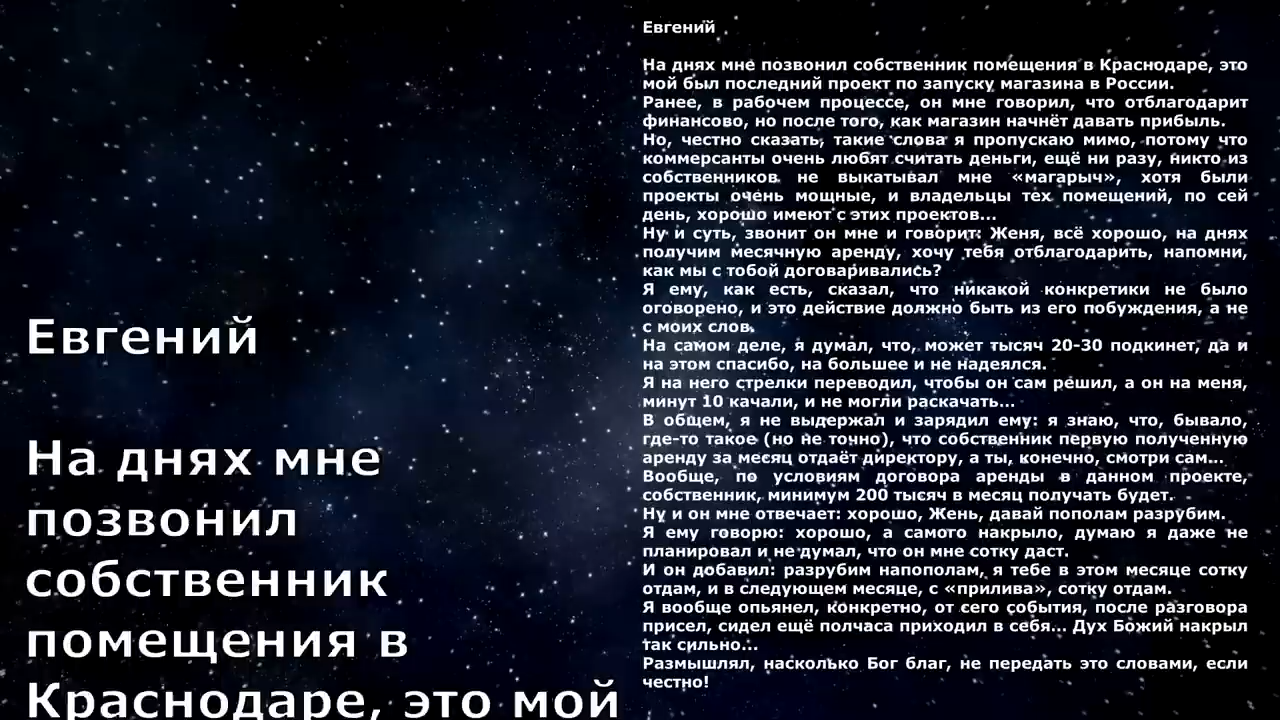 Евгений
На днях мне
позвонил
собственник
помещения в
Краснодаре, это мой
Евгений
На днях мне позвонил собственник помещения в Краснодаре, это
мой был последний проект по запуску магазина в России.
Ранее, в рабочем процессе, он мне говорил, что отблагодарит
финансово, но после того, как магазин начнёт давать прибыль.
Но, честно сказать, такие слова я пропускаю мимо, потому что
коммерсанты очень любят считать деньги, ещё ни разу, никто из
собственников не выкатывал мне «магарыч», хотя были
проекты очень мощные, и владельцы тех помещений, по сей
день, хорошо имеют с этих проектов...
Ну и суть, звонит он мне и говорит: Женя, всё хорошо, на днях
получим месячную аренду, хочу тебя отблагодарить, напомни,
как мы с тобой договаривались?
Я ему, как есть, сказал, что никакой конкретики не было
оговорено, и это действие должно быть из его побуждения, а не
с моих слов.
На самом деле, я думал, что, может тысяч 20-30 подкинет, да и
на этом спасибо, на большее и не надеялся.
Я на него стрелки переводил, чтобы он сам решил, а он на меня,
минут 10 качали, и не могли раскачать...
В общем, я не выдержал и зарядил ему: я знаю, что, бывало,
где-то такое (но не точно), что собственник первую полученную
аренду за месяц отдаёт директору, а ты, конечно, смотри сам...
Вообще, по условиям договора аренды в данном проекте,
собственник, минимум 200 тысяч в месяц получать будет.
Ну и он мне отвечает: хорошо, Жень, давай пополам разрубим.
Я ему говорю: хорошо, а самого накрыло, думаю я даже не
планировал и не думал, что он мне сотку даст.
И он добавил: разрубим напополам, я тебе в этом месяце сотку
отдам, и в следующем месяце, с «прилива», сотку отдам.
Я вообще опьянел, конкретно, от сего события, после разговора
присел, сидел ещё полчаса приходил в себя... Дух Божий накрыл
так сильно...
Размышлял, насколько Бог благ, не передать это словами, если
честно!